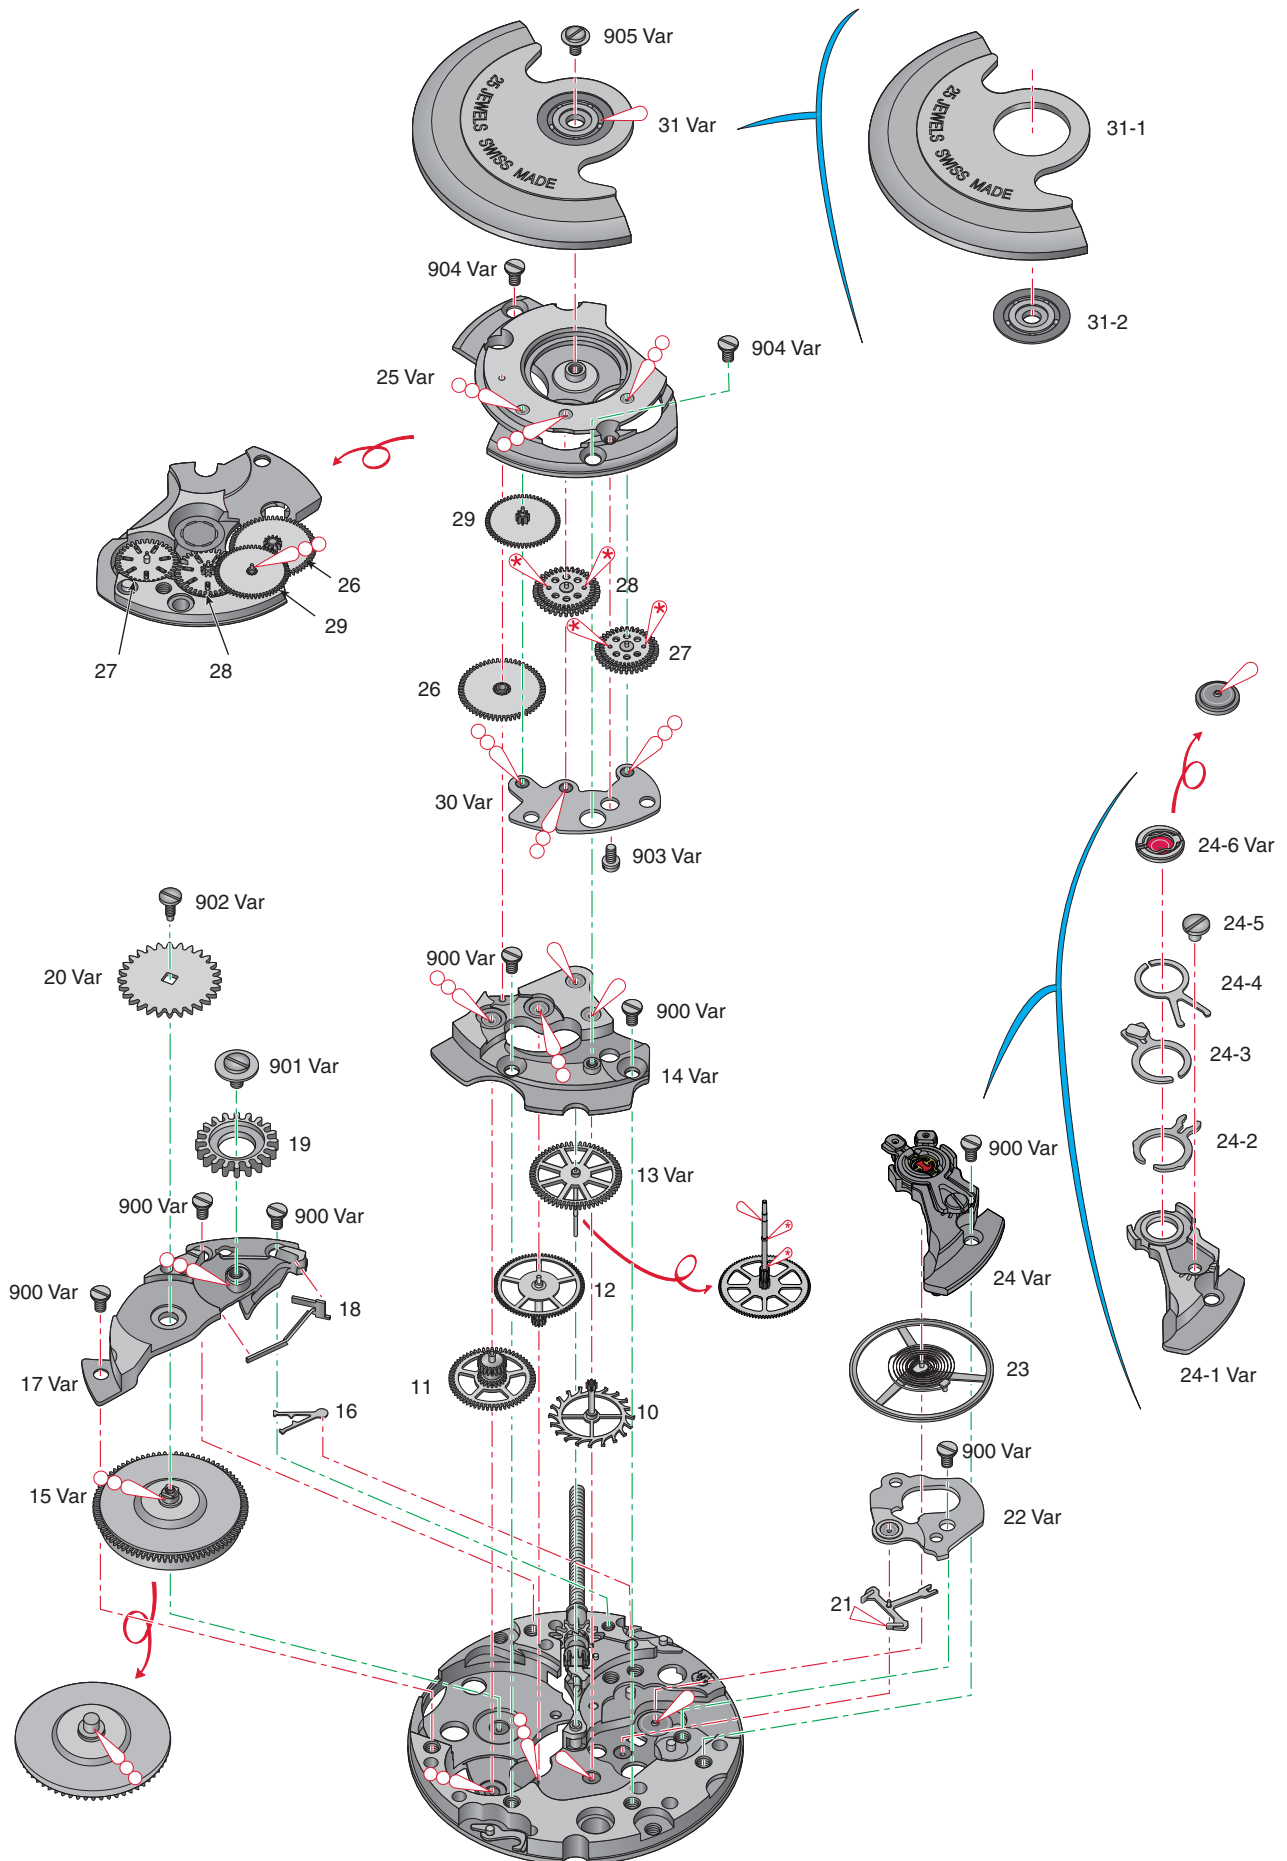 905 Var
25 JEWELS SWISS MADE
31 Var
25 JEWELS SWISS MADE
31-1
31-2
904 Var
904 Var
25 Var
29
28
27
26
26
29
27
28
30 Var
903 Var
24-6 Var
24-5
24-4
24-3
24-2
24-1 Var
902 Var
20 Var
900 Var
900 Var
14 Var
901 Var
19
13 Var
900 Var
900 Var
900 Var
900 Var
24 Var
12
18
17 Var
11
10
16
23
15 Var
900 Var
22 Var
21